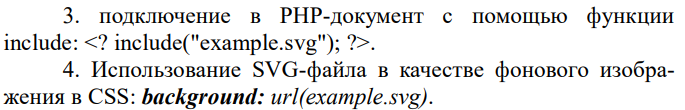 3. подключение в PHP-документ с помощью функции
include: <? include("example.svg"); ?>.
4. Использование SVG-файла в качестве фонового изобра-
жения в CSS: background: url(example.svg).